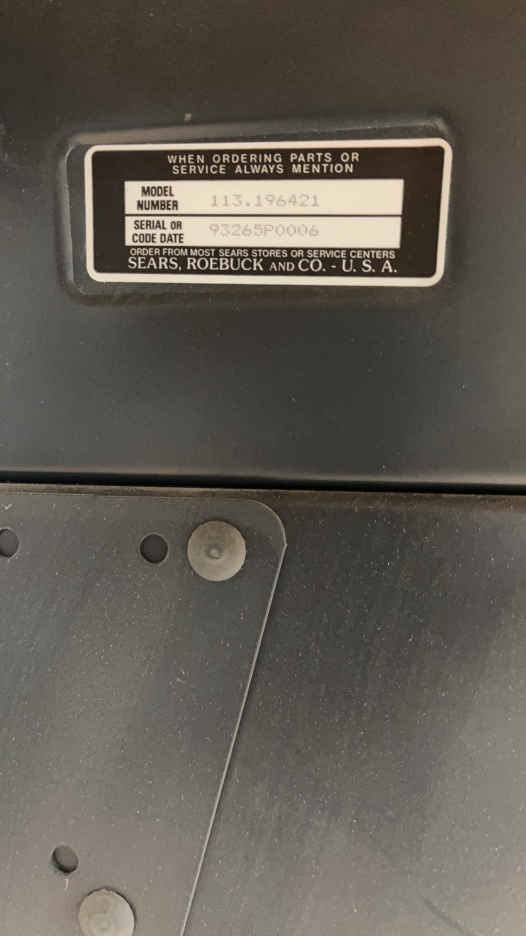 WHEN ORDERING PARTS OR
SERVICE ALWAYS MENTION
MODEL
NUMBER
113.196421
SERIAL OR
CODE DATE
93265P0006
ORDER FROM MOST SEARS STORES OR SERVICE CENTERS
SEARS, ROEBUCK AND CO. - U. S. A.